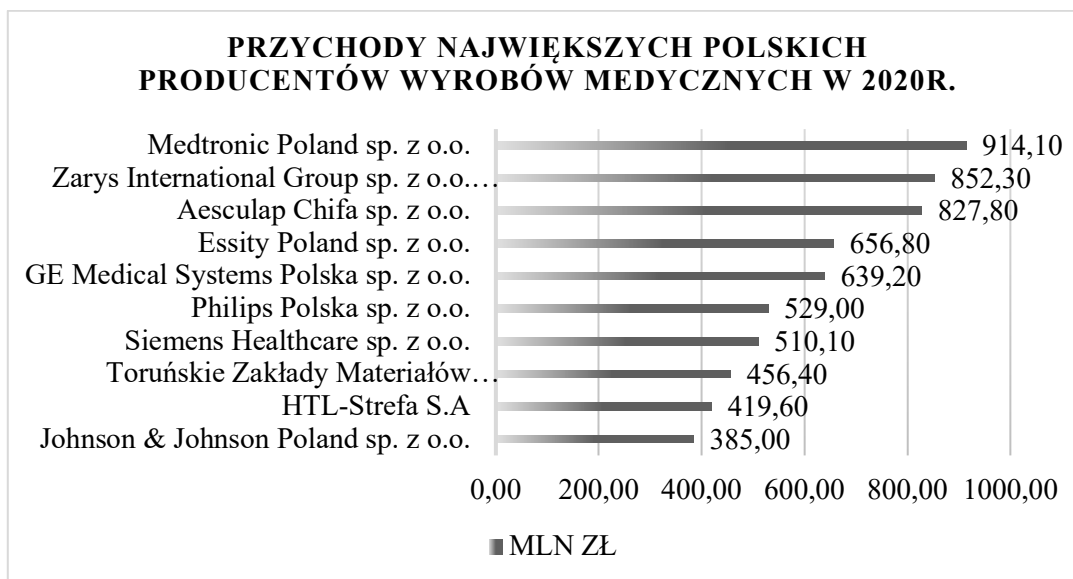 PRZYCHODY NAJWIĘKSZYCH POLSKICH
PRODUCENTÓW WYROBÓW MEDYCZNYCH W 2020R.
Medtronic Poland sp. z o.o. 914,10
Zarys International Group sp. z o.o.… 852,30
Aesculap Chifa sp. z o.o. 827,80
Essity Poland sp. z o.o. 656,80
GE Medical Systems Polska sp. z o.o. 639,20
Philips Polska sp. z o.o. 529,00
Siemens Healthcare sp. z o.o. 510,10
Toruńskie Zakłady Materiałów… 456,40
HTL-Strefa S.A 419,60
Johnson & Johnson Poland sp. z o.o. 385,00
0,00 200,00 400,00 600,00 800,00 1000,00
MLN ZŁ